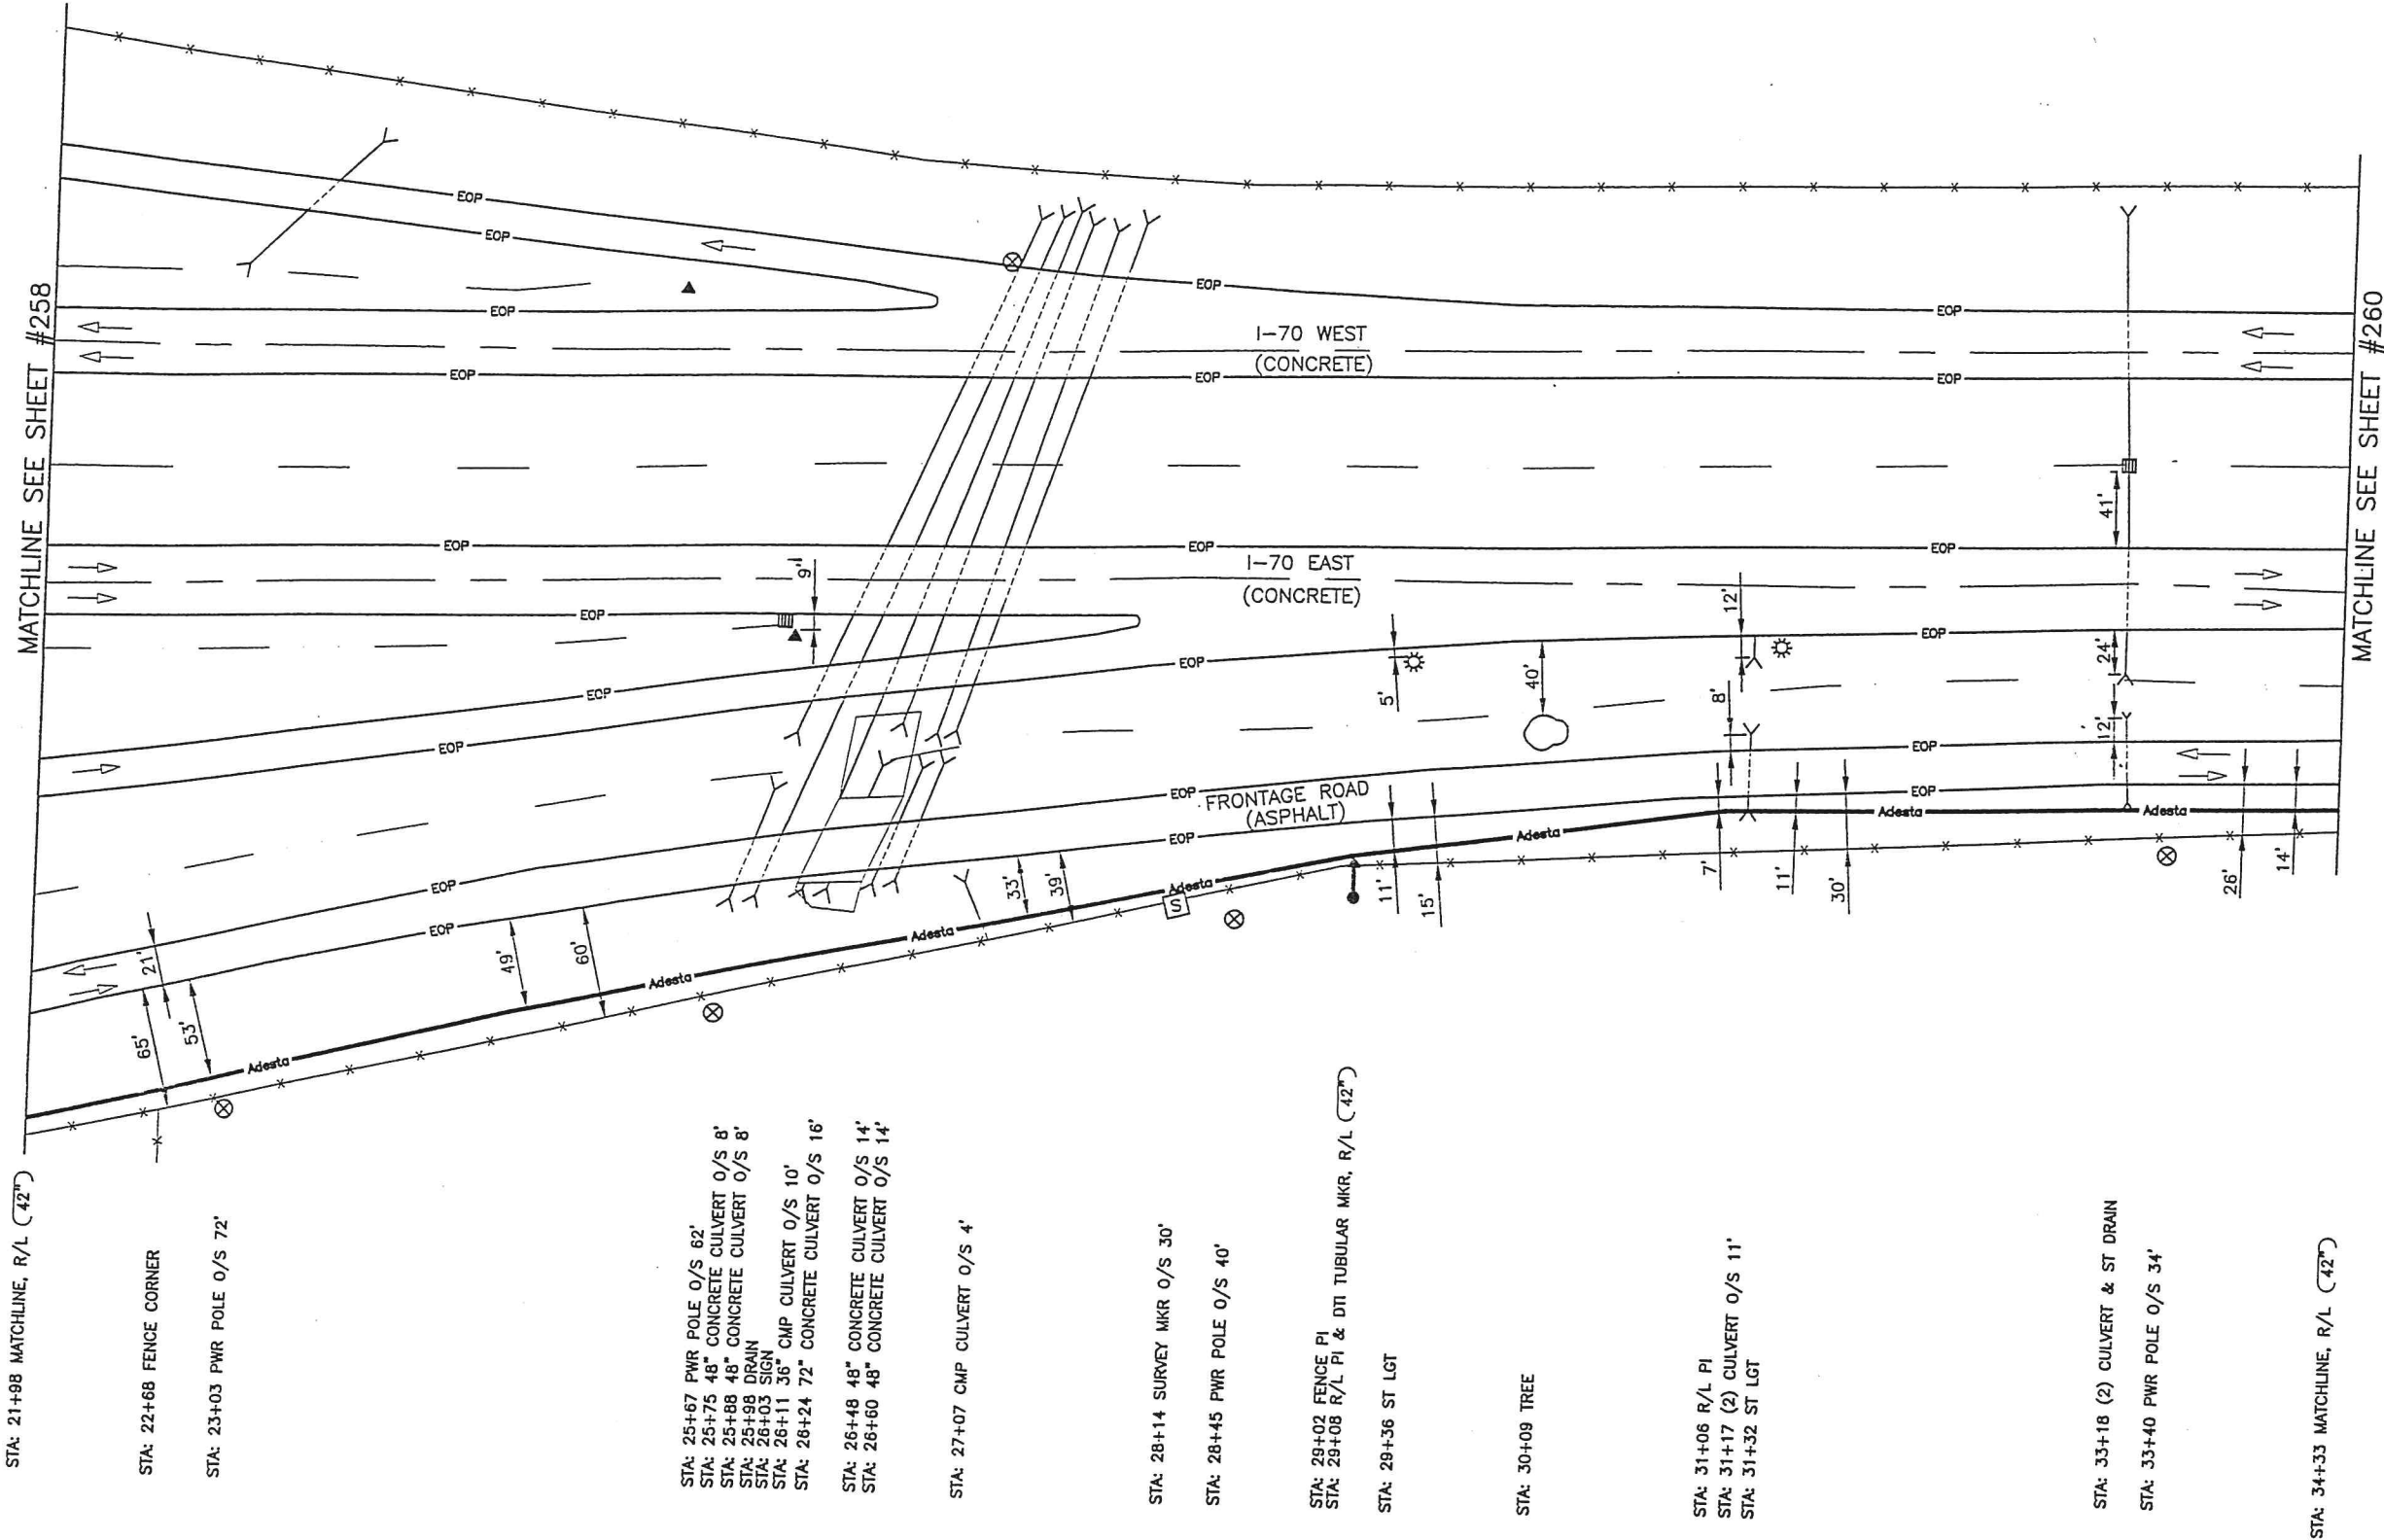 MATCHLINE SEE SHEET #258
MATCHLINE SEE SHEET #260
EOP
EOP
EOP
EOP
EOP
EOP
I-70 WEST
(CONCRETE)
EOP
EOP
EOP
EOP
EOP
EOP
I-70 EAST
(CONCRETE)
41'
9'
EOP
12'
EOP
24'
EOP
5'
40'
EOP
8'
12'
EOP
EOP
EOP
FRONTAGE ROAD
(ASPHALT)
EOP
EOP
Adesta
Adesta
Adesta
EOP
11'
15'
7'
11'
30'
26'
14'
33'
39'
Adesta
S
EOP
Adesta
21'
49'
60'
Adesta
65'
53'
Adesta
STA: 21+98 MATCHLINE, R/L (42")
STA: 22+68 FENCE CORNER
STA: 23+03 PWR POLE O/S 72'
STA: 25+67 PWR POLE O/S 62'
STA: 25+75 48" CONCRETE CULVERT O/S 8'
STA: 25+88 48" CONCRETE CULVERT O/S 8'
STA: 25+98 DRAIN
STA: 26+03 SIGN
STA: 26+11 36" CMP CULVERT O/S 10'
STA: 26+24 72" CONCRETE CULVERT O/S 16'
STA: 26+48 48" CONCRETE CULVERT O/S 14'
STA: 26+60 48" CONCRETE CULVERT O/S 14'
STA: 27+07 CMP CULVERT O/S 4'
STA: 28+14 SURVEY MKR O/S 30'
STA: 28+45 PWR POLE O/S 40'
STA: 29+02 FENCE PI
STA: 29+08 R/L PI & DTI TUBULAR MKR, R/L (42")
STA: 29+36 ST LGT
STA: 30+09 TREE
STA: 31+06 R/L PI
STA: 31+17 (2) CULVERT O/S 11'
STA: 31+32 ST LGT
STA: 33+18 (2) CULVERT & ST DRAIN
STA: 33+40 PWR POLE O/S 34'
STA: 34+33 MATCHLINE, R/L (42")